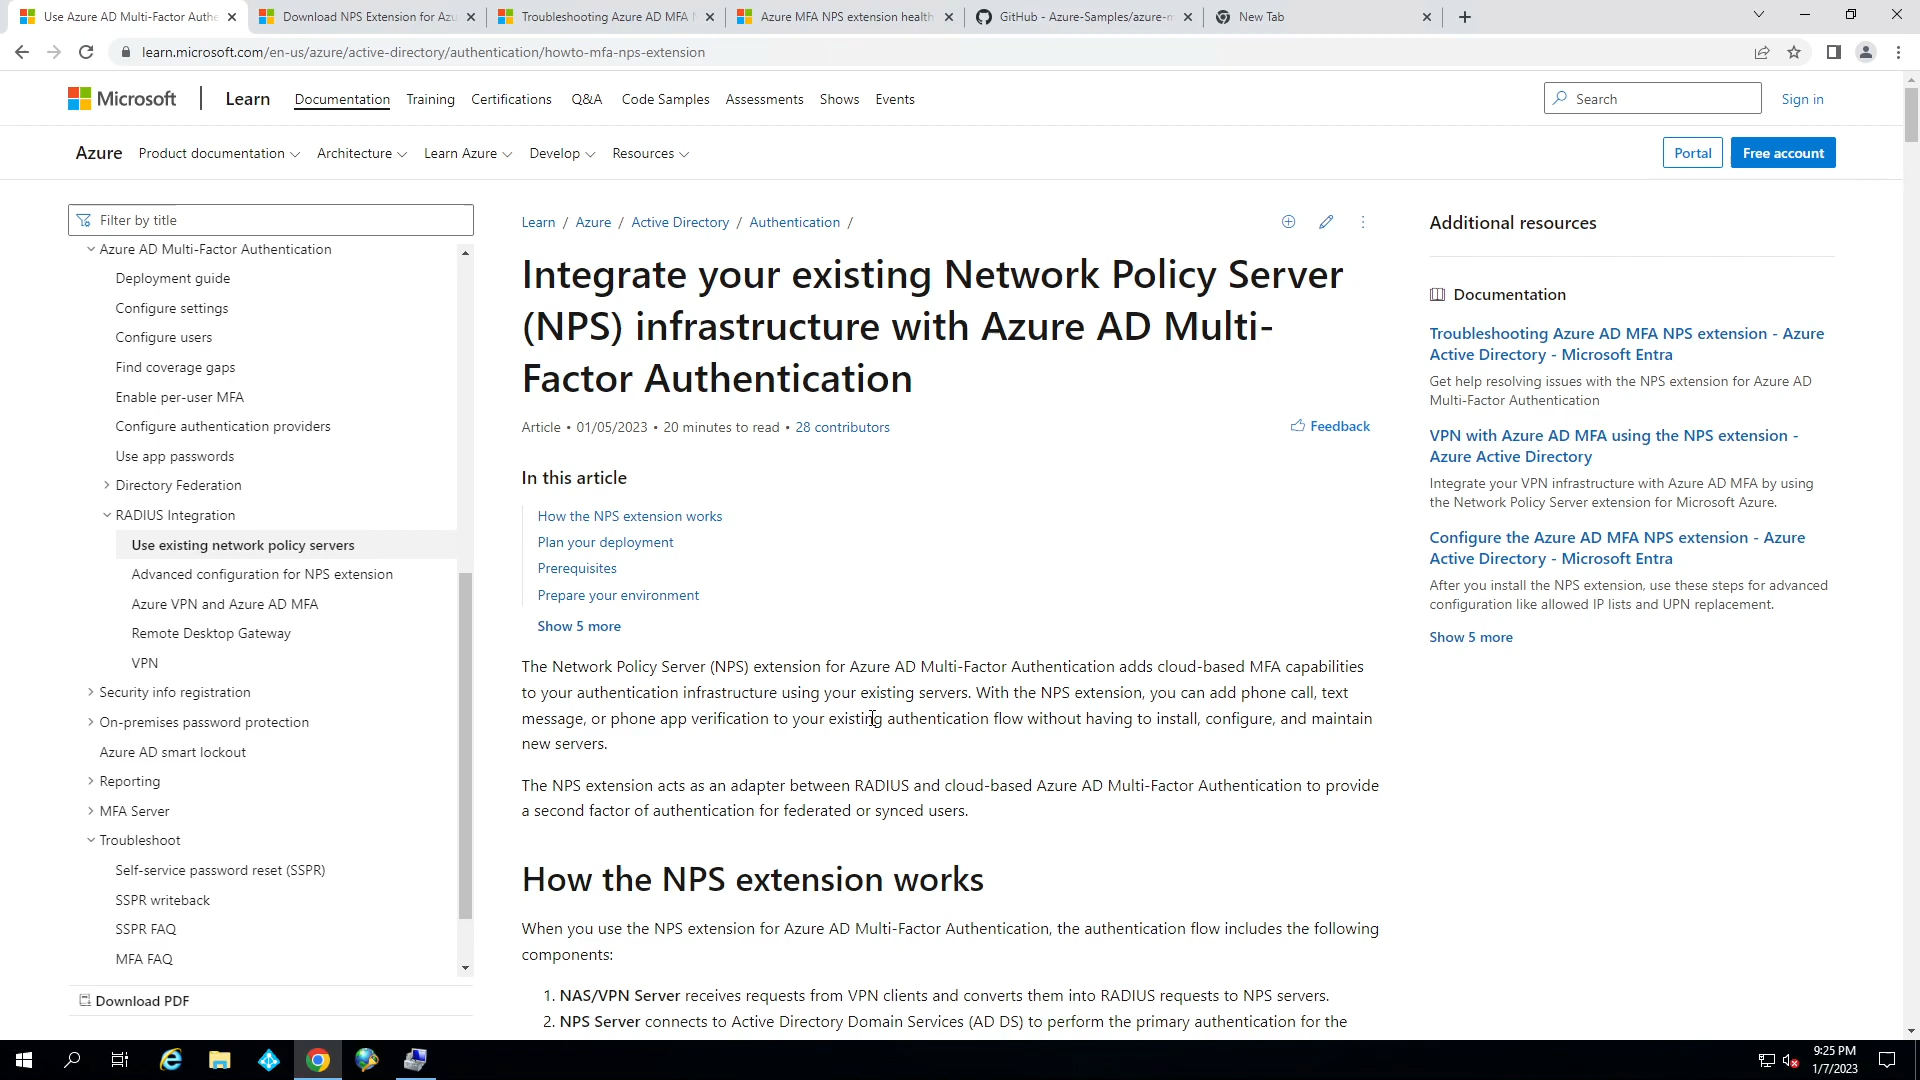 Use Azure AD Multi-Factor Authe
Download NPS Extension for Azu
Troubleshooting Azure AD MFA N
Azure MFA NPS extension health
GitHub - Azure-Samples/azure-m
New Tab
learn.microsoft.com/en-us/azure/active-directory/authentication/howto-mfa-nps-extension
Microsoft
Learn
Documentation
Training
Certifications
Q&A
Code Samples
Assessments
Shows
Events
Search
Sign in
Azure
Product documentation
Architecture
Learn Azure
Develop
Resources
Portal
Free account
Filter by title
Azure AD Multi-Factor Authentication
Deployment guide
Configure settings
Configure users
Find coverage gaps
Enable per-user MFA
Configure authentication providers
Use app passwords
Directory Federation
RADIUS Integration
Use existing network policy servers
Advanced configuration for NPS extension
Azure VPN and Azure AD MFA
Remote Desktop Gateway
VPN
Security info registration
On-premises password protection
Azure AD smart lockout
Reporting
MFA Server
Troubleshoot
Self-service password reset (SSPR)
SSPR writeback
SSPR FAQ
MFA FAQ
Download PDF
Learn / Azure / Active Directory / Authentication /
Integrate your existing Network Policy Server
(NPS) infrastructure with Azure AD Multi-
Factor Authentication
Article • 01/05/2023 • 20 minutes to read • 28 contributors
Feedback
In this article
How the NPS extension works
Plan your deployment
Prerequisites
Prepare your environment
Show 5 more
The Network Policy Server (NPS) extension for Azure AD Multi-Factor Authentication adds cloud-based MFA capabilities
to your authentication infrastructure using your existing servers. With the NPS extension, you can add phone call, text
message, or phone app verification to your existing authentication flow without having to install, configure, and maintain
new servers.
The NPS extension acts as an adapter between RADIUS and cloud-based Azure AD Multi-Factor Authentication to provide
a second factor of authentication for federated or synced users.
How the NPS extension works
When you use the NPS extension for Azure AD Multi-Factor Authentication, the authentication flow includes the following
components:
1. NAS/VPN Server receives requests from VPN clients and converts them into RADIUS requests to NPS servers.
2. NPS Server connects to Active Directory Domain Services (AD DS) to perform the primary authentication for the
Additional resources
Documentation
Troubleshooting Azure AD MFA NPS extension - Azure
Active Directory - Microsoft Entra
Get help resolving issues with the NPS extension for Azure AD
Multi-Factor Authentication
VPN with Azure AD MFA using the NPS extension -
Azure Active Directory
Integrate your VPN infrastructure with Azure AD MFA by using
the Network Policy Server extension for Microsoft Azure.
Configure the Azure AD MFA NPS extension - Azure
Active Directory - Microsoft Entra
After you install the NPS extension, use these steps for advanced
configuration like allowed IP lists and UPN replacement.
Show 5 more
9:25 PM
1/7/2023